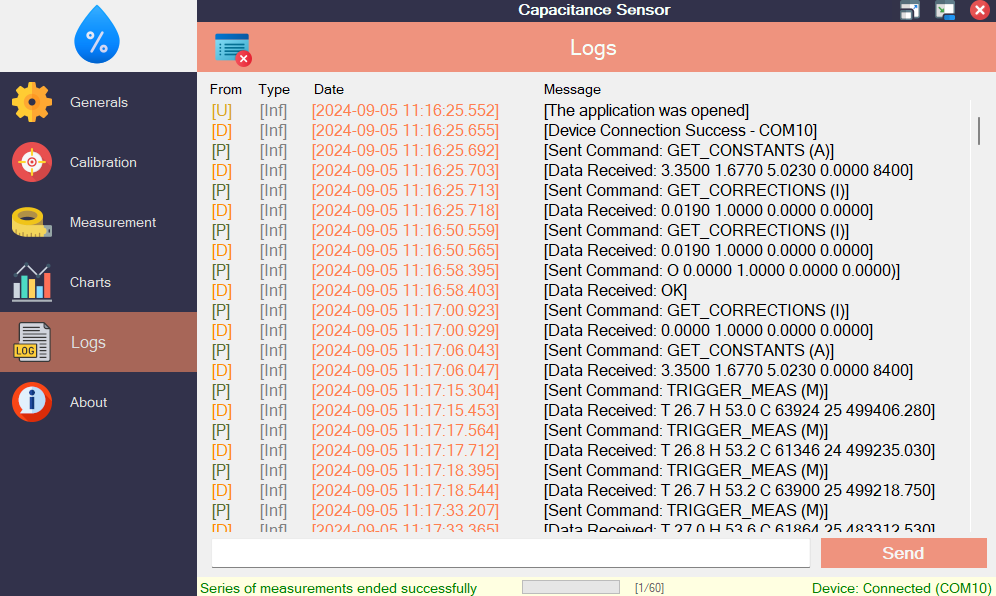 Capacitance Sensor
%
Logs
Generals
Calibration
Measurement
Charts
LOG
Logs
About
From Type Date Message
[U] [Inf] [2024-09-05 11:16:25.552] [The application was opened]
[D] [Inf] [2024-09-05 11:16:25.655] [Device Connection Success - COM10]
[P] [Inf] [2024-09-05 11:16:25.692] [Sent Command: GET_CONSTANTS (A)]
[D] [Inf] [2024-09-05 11:16:25.703] [Data Received: 3.3500 1.6770 5.0230 0.0000 8400]
[P] [Inf] [2024-09-05 11:16:25.713] [Sent Command: GET_CORRECTIONS (I)]
[D] [Inf] [2024-09-05 11:16:25.718] [Data Received: 0.0190 1.0000 0.0000 0.0000]
[P] [Inf] [2024-09-05 11:16:50.559] [Sent Command: GET_CORRECTIONS (I)]
[D] [Inf] [2024-09-05 11:16:50.565] [Data Received: 0.0190 1.0000 0.0000 0.0000]
[P] [Inf] [2024-09-05 11:16:58.395] [Sent Command: O 0.0000 1.0000 0.0000 0.0000)]
[D] [Inf] [2024-09-05 11:16:58.403] [Data Received: OK]
[P] [Inf] [2024-09-05 11:17:00.923] [Sent Command: GET_CORRECTIONS (I)]
[D] [Inf] [2024-09-05 11:17:00.929] [Data Received: 0.0000 1.0000 0.0000 0.0000]
[P] [Inf] [2024-09-05 11:17:06.043] [Sent Command: GET_CONSTANTS (A)]
[D] [Inf] [2024-09-05 11:17:06.047] [Data Received: 3.3500 1.6770 5.0230 0.0000 8400]
[P] [Inf] [2024-09-05 11:17:15.304] [Sent Command: TRIGGER_MEAS (M)]
[D] [Inf] [2024-09-05 11:17:15.453] [Data Received: T 26.7 H 53.0 C 63924 25 499406.280]
[P] [Inf] [2024-09-05 11:17:17.564] [Sent Command: TRIGGER_MEAS (M)]
[D] [Inf] [2024-09-05 11:17:17.712] [Data Received: T 26.8 H 53.2 C 61346 24 499235.030]
[P] [Inf] [2024-09-05 11:17:18.395] [Sent Command: TRIGGER_MEAS (M)]
[D] [Inf] [2024-09-05 11:17:18.544] [Data Received: T 26.7 H 53.2 C 63900 25 499218.750]
[P] [Inf] [2024-09-05 11:17:33.207] [Sent Command: TRIGGER_MEAS (M)]
[D] [Inf] [2024-09-05 11:17:33.365] [Data Received: T 27.0 H 53.6 C 61864 25 483312.530]
Send
Series of measurements ended successfully [1/60] Device: Connected (COM10)